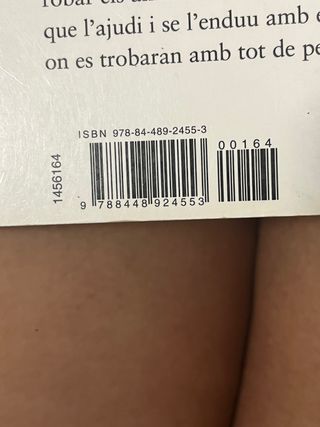 que l'ajudi i se l'enduu amb
on es trobaran amb tot de
ISBN 978-84-489-2455-3
00164
1456164
9 788448 924553